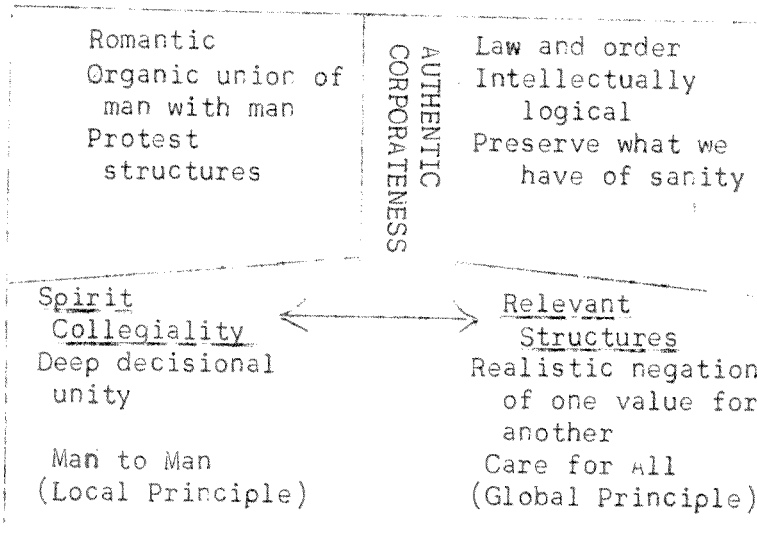 Romantic
Organic union of
man with man
Protest
structures
AUTHENTIC
CORPORATENESS
Law and order
Intellectually
logical
Preserve what we
have of sanity
Spirit
Collegiality
Deep decisional
unity
Man to Man
(Local Principle)
Relevant
Structures
Realistic negation
of one value for
another
Care for All
(Global Principle)